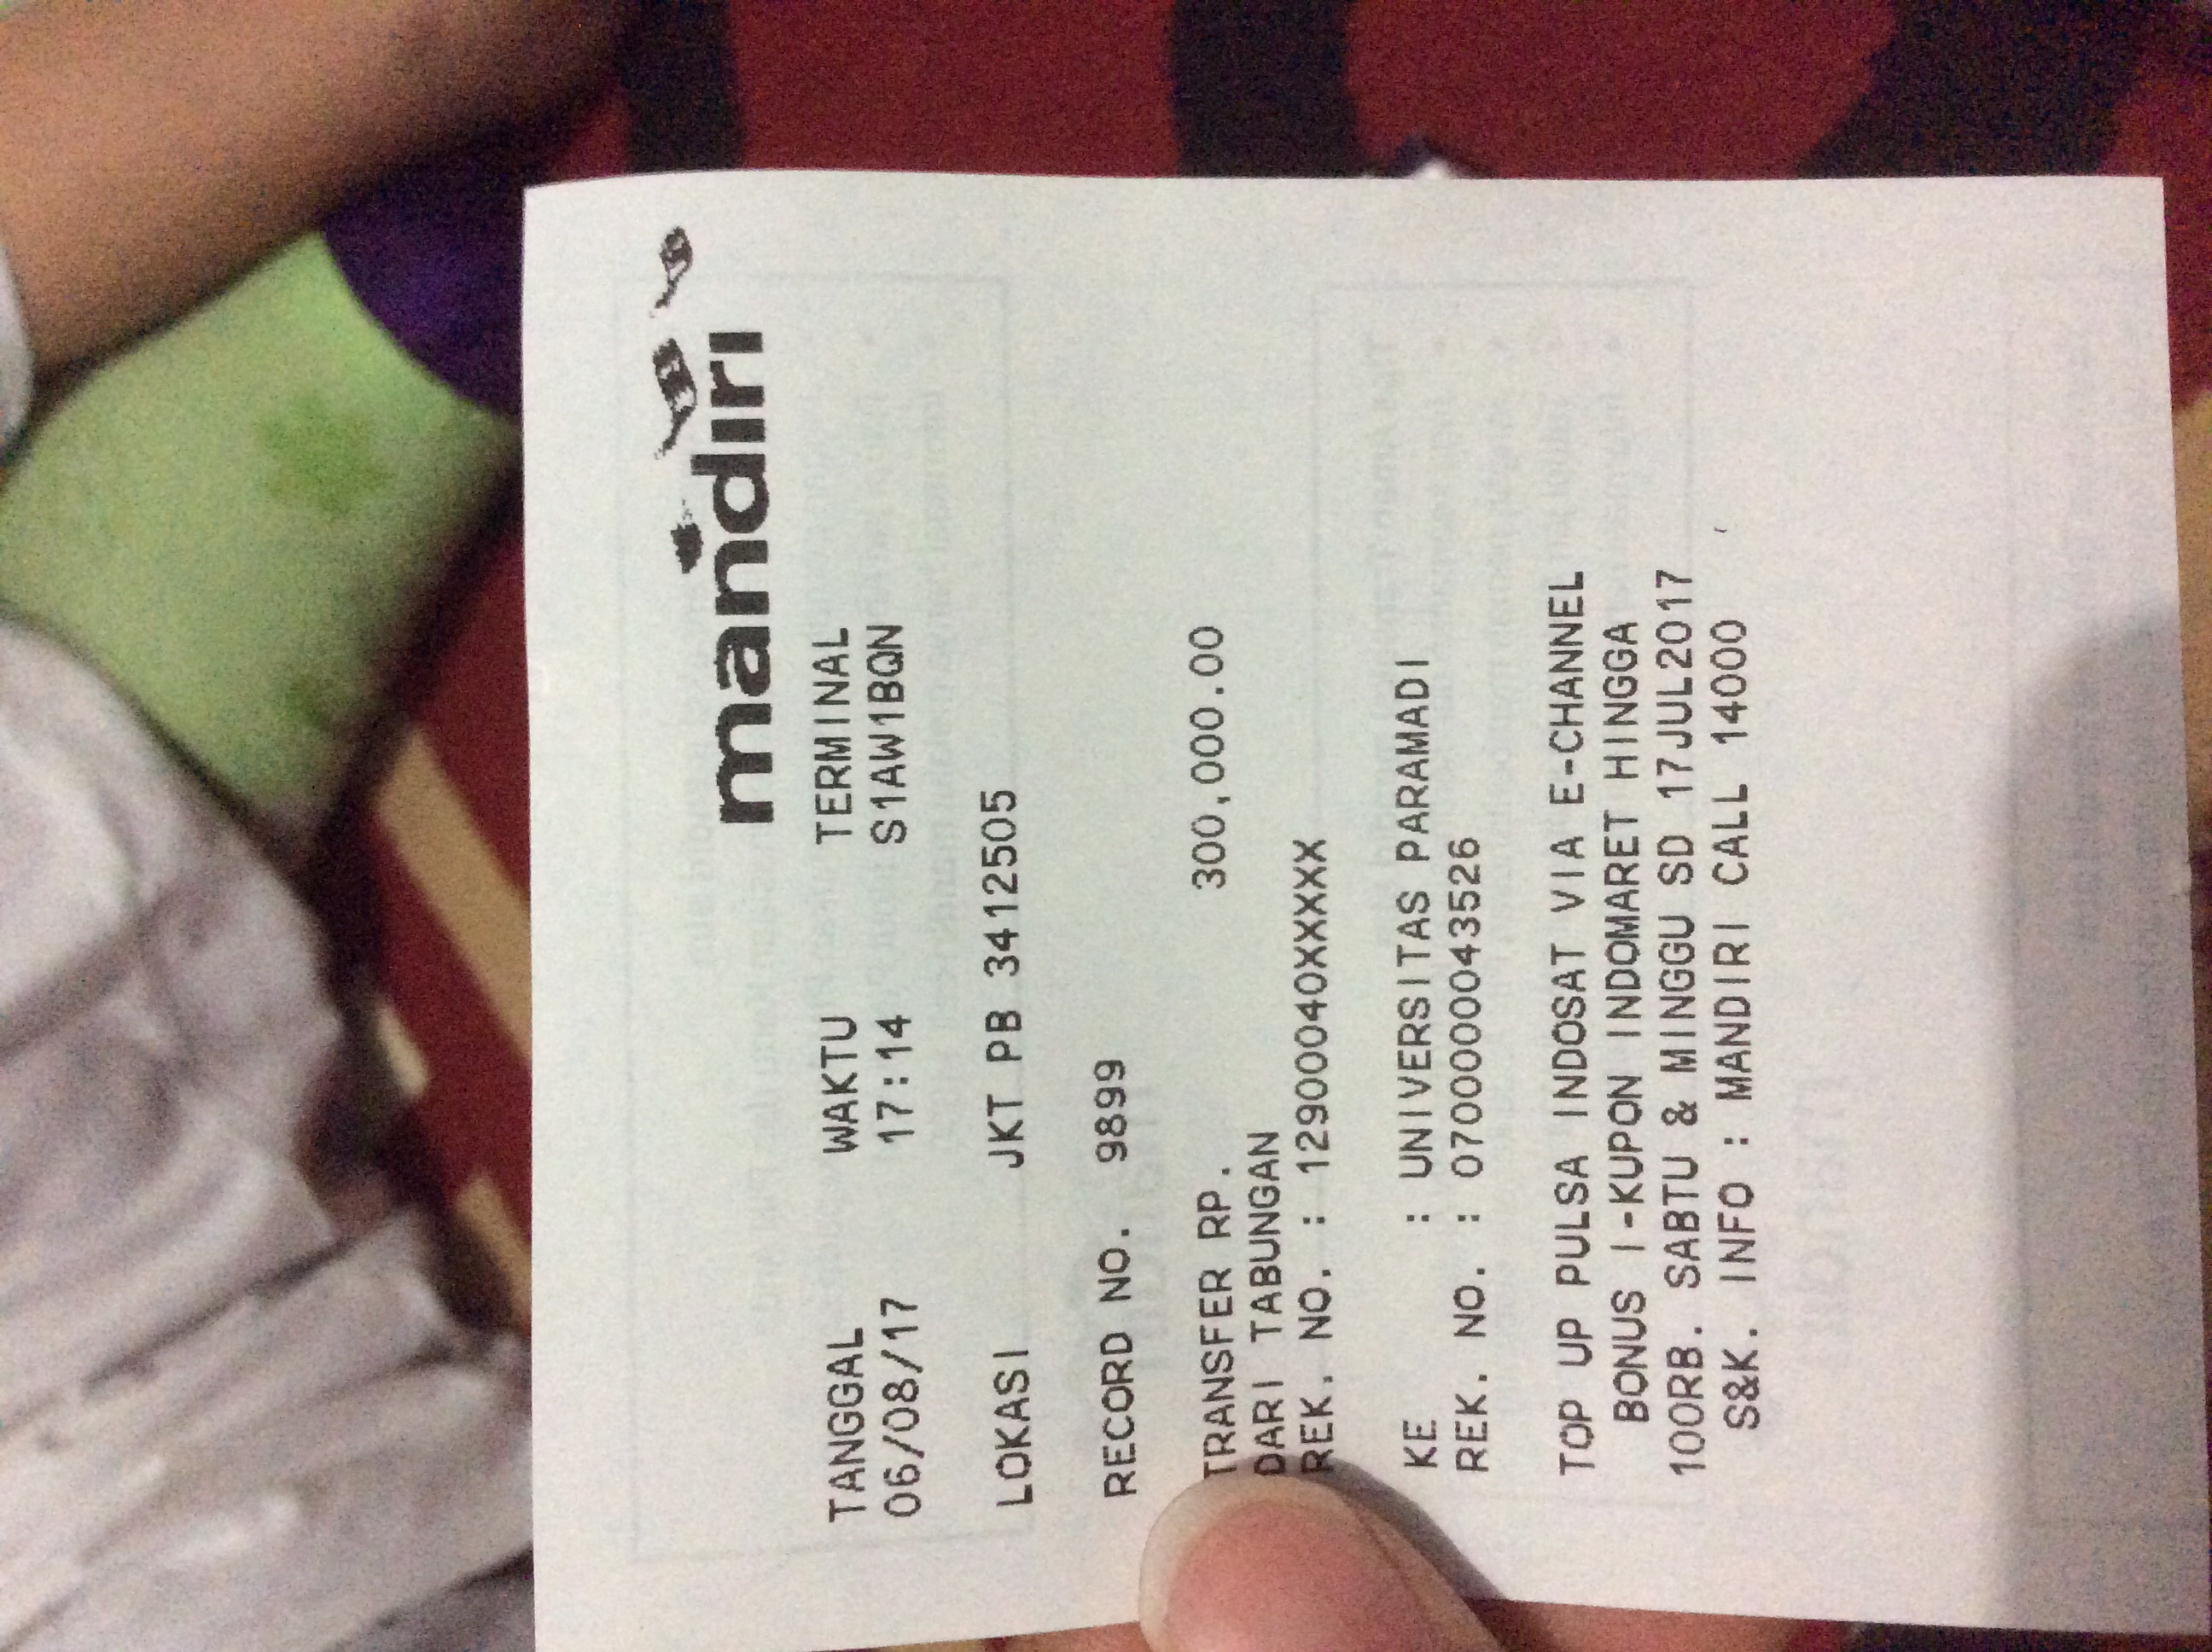 mandiri
TANGGAL WAKTU TERMINAL
06/08/17 17:14 S1AW1BQN
LOKASI JKT PB 3412505
RECORD NO. 9899
TRANSFER RP. 300,000.00
DARI TABUNGAN
REK. NO. : 12900040XXXXX
KE : UNIVERSITAS PARAMADI
REK. NO. : 0700000043526
TOP UP PULSA INDOSAT VIA E-CHANNEL
BONUS I-KUPON INDOMARET HINGGA
100RB. SABTU & MINGGU SD 17JUL2017
S&K. INFO : MANDIRI CALL 14000